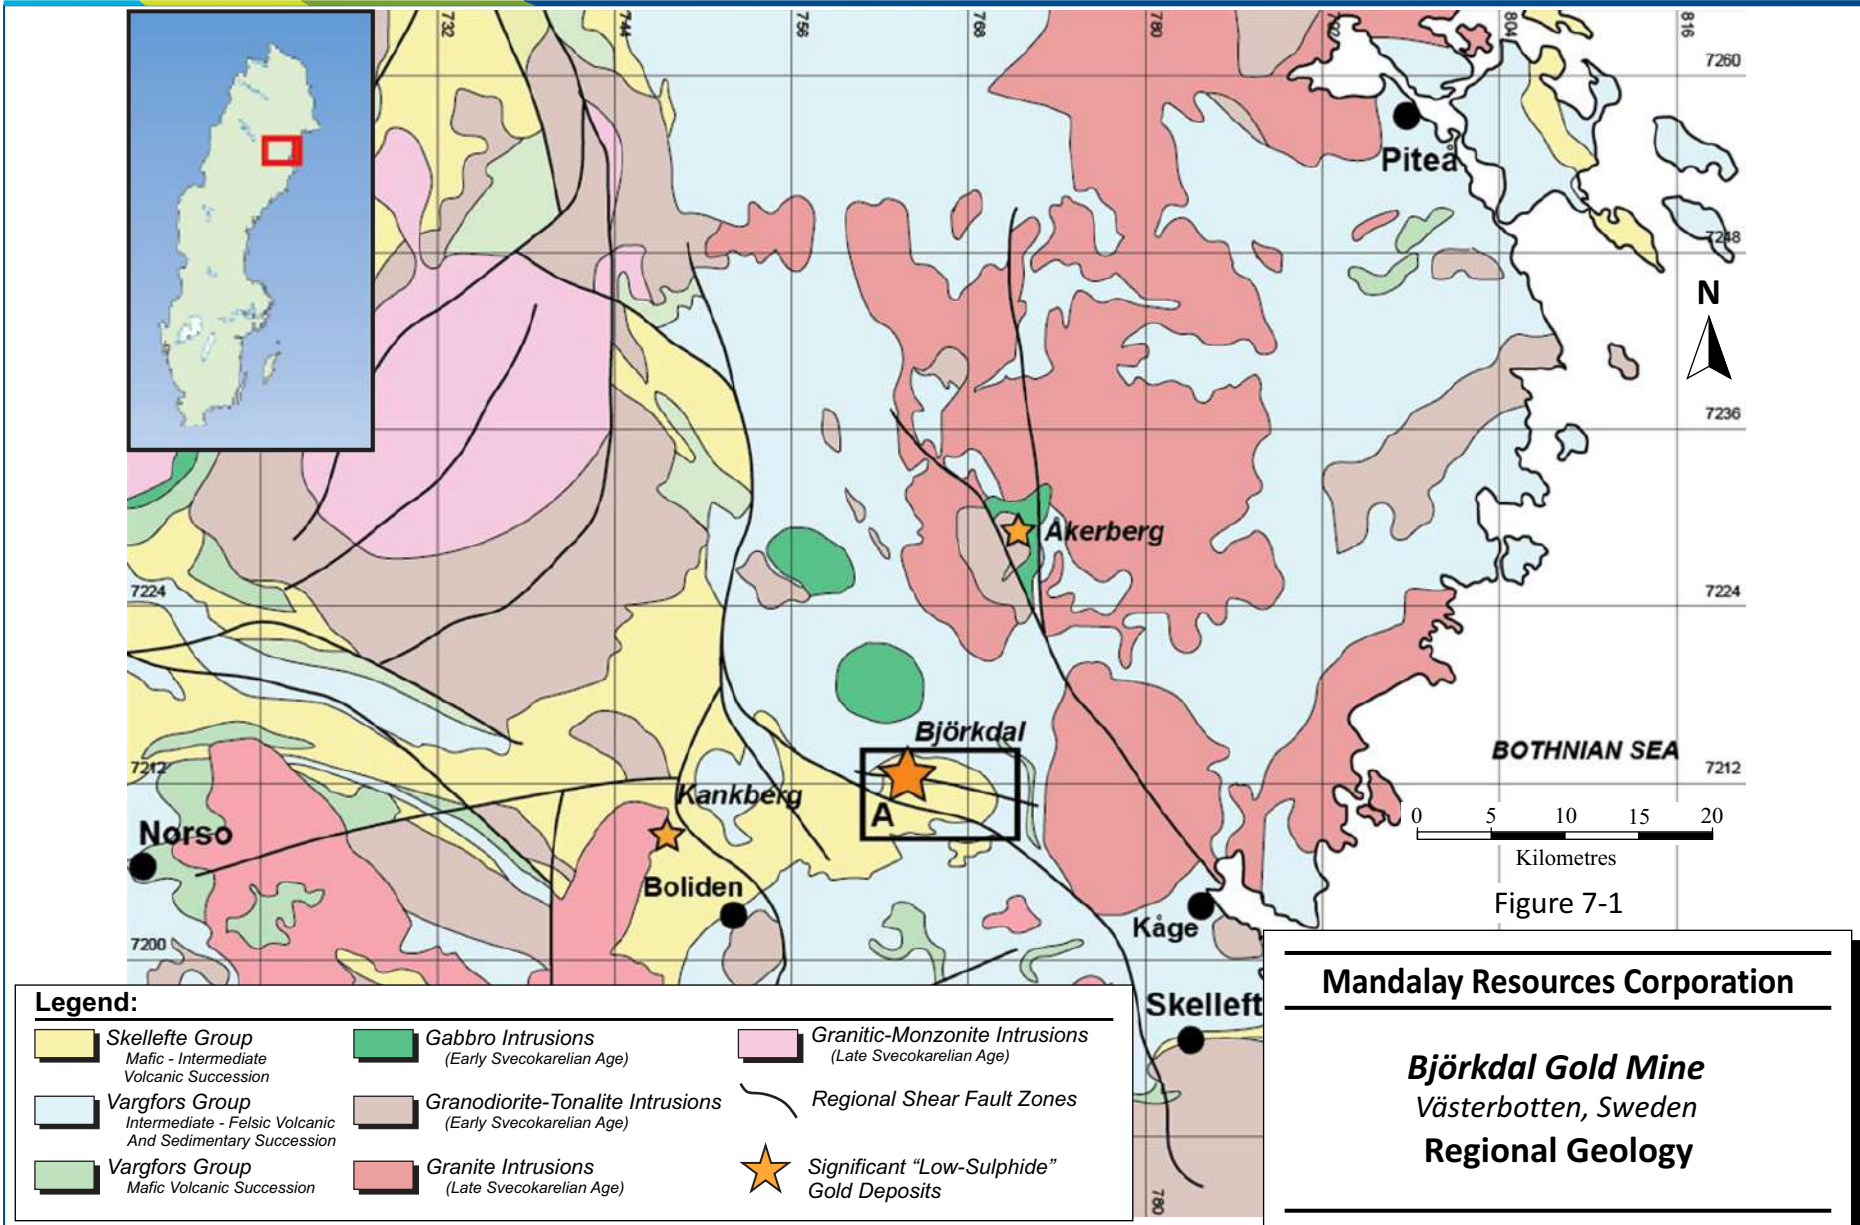 732
744
756
768
780
792
804
816
7260
Piteå
7248
N
7236
Åkerberg
7224
7224
Björkdal
BOTHNIAN SEA
7212
7212
Kankberg
A
0 5 10 15 20
Kilometres
Norso
Boliden
Figure 7-1
Kåge
7200
Skelleft
780
Legend:
Skellefte Group
Mafic - Intermediate
Volcanic Succession
Vargfors Group
Intermediate - Felsic Volcanic
And Sedimentary Succession
Vargfors Group
Mafic Volcanic Succession
Gabbro Intrusions
(Early Svecokarelian Age)
Granodiorite-Tonalite Intrusions
(Early Svecokarelian Age)
Granite Intrusions
(Late Svecokarelian Age)
Granitic-Monzonite Intrusions
(Late Svecokarelian Age)
Regional Shear Fault Zones
Significant “Low-Sulphide”
Gold Deposits
Mandalay Resources Corporation
Björkdal Gold Mine
Västerbotten, Sweden
Regional Geology